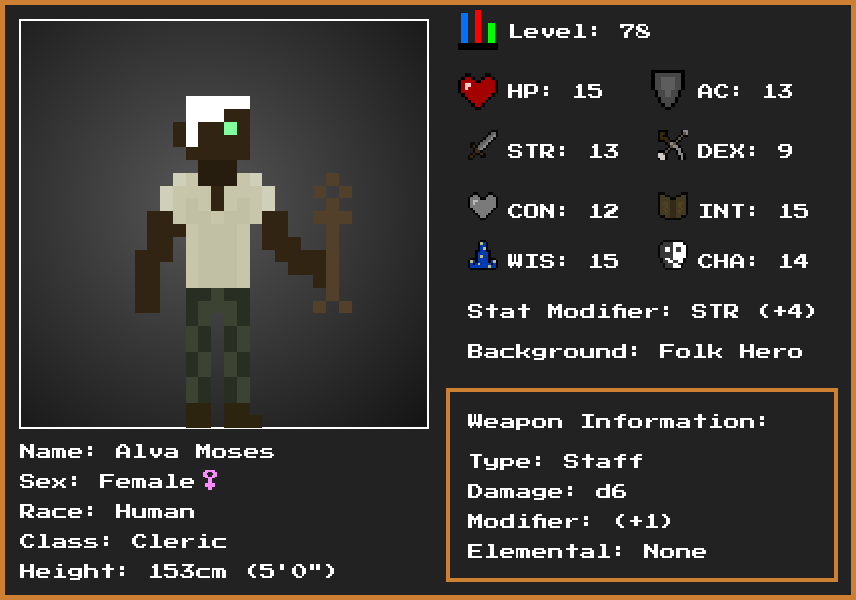 Level: 78
HP: 15
AC: 13
STR: 13
DEX: 9
CON: 12
INT: 15
WIS: 15
CHA: 14
Stat Modifier: STR (+4)
Background: Folk Hero
Weapon Information:
Type: Staff
Damage: d6
Modifier: (+1)
Elemental: None
Name: Alva Moses
Sex: Female♀
Race: Human
Class: Cleric
Height: 153cm (5'0")